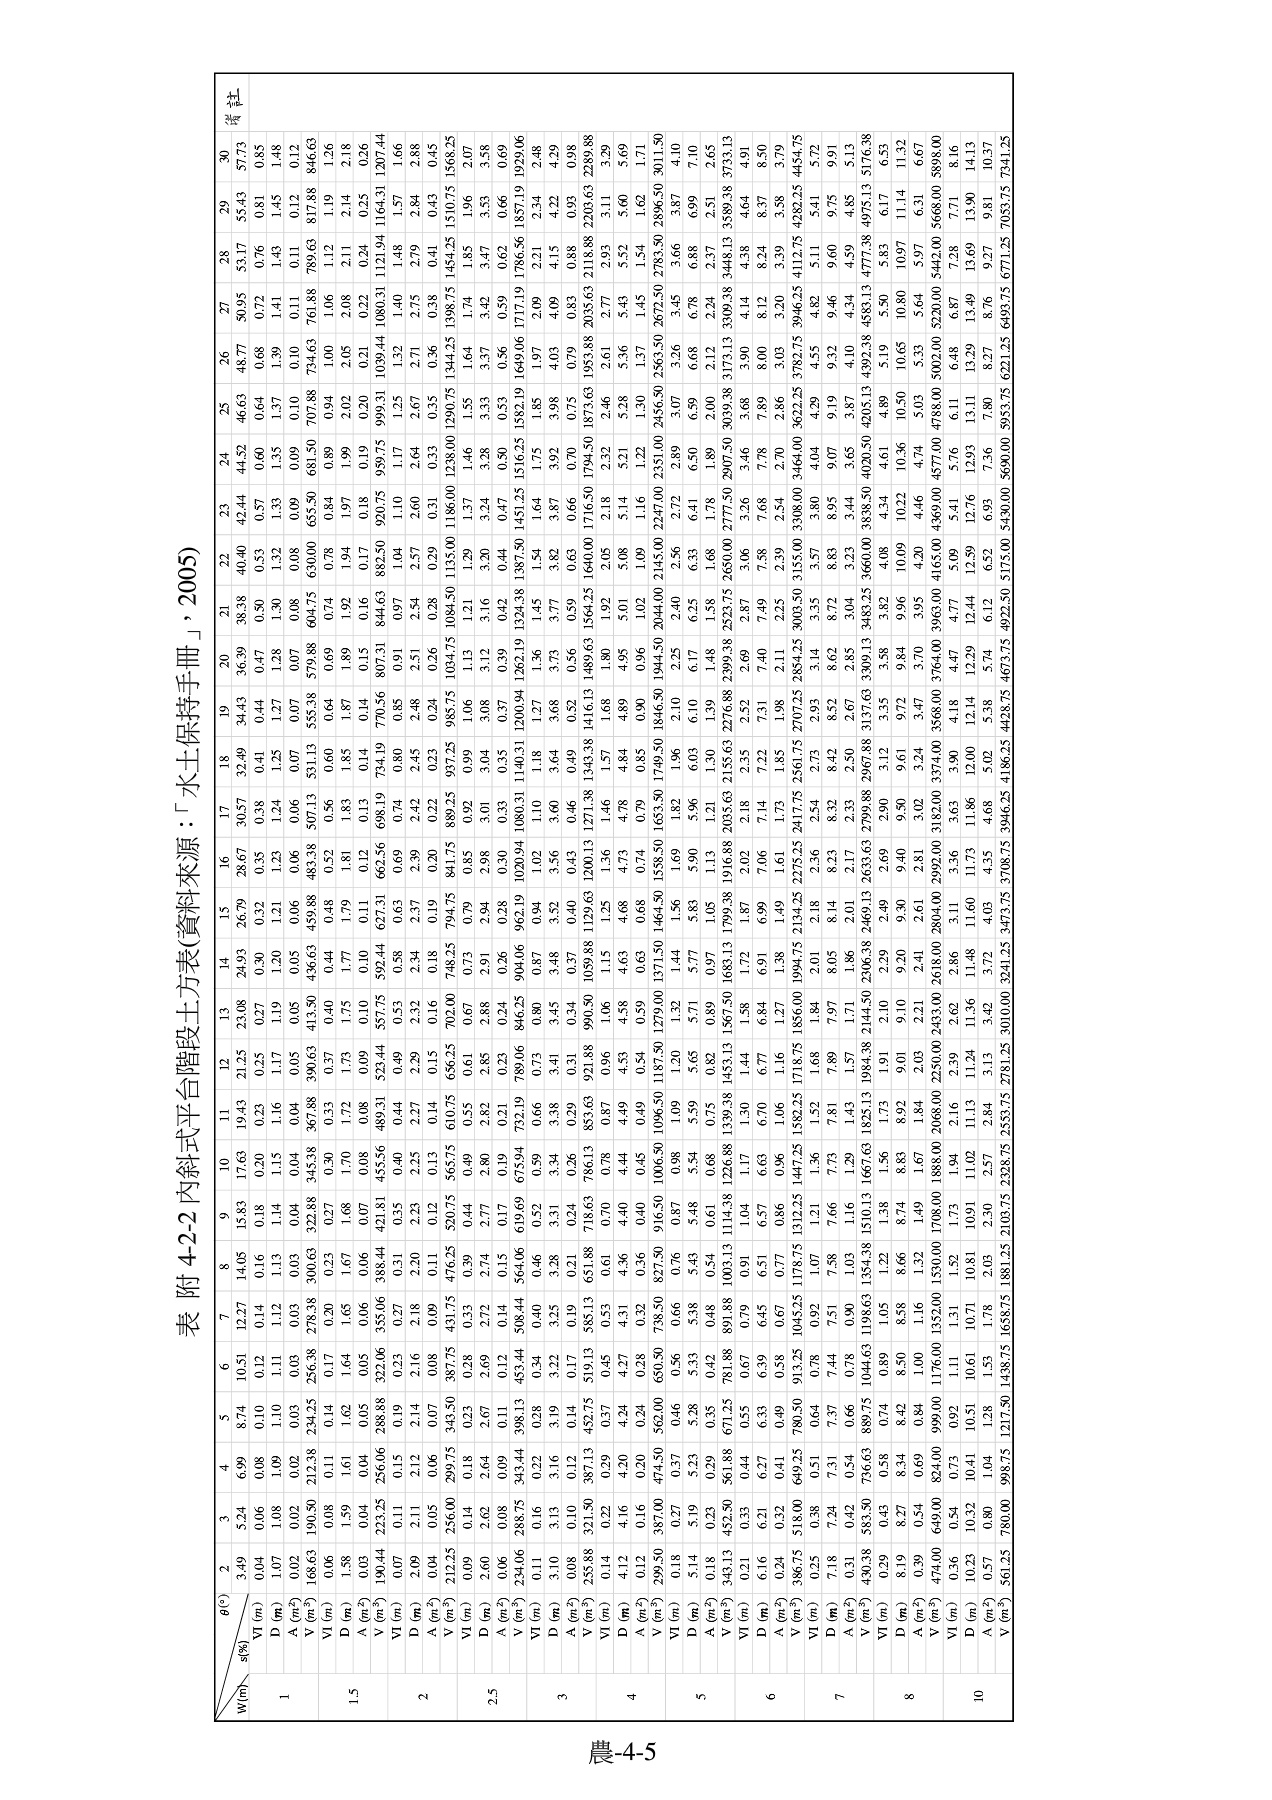 表 附 4-2-2 內斜式平台階段土方表(資料來源：「水土保持手冊」, 2005)
W(m) s(%) θ(°) 2 3 4 5 6 7 8 9 10 11 12 13 14 15 16 17 18 19 20 21 22 23 24 25 26 27 28 29 30 備註
3.49 5.24 6.99 8.74 10.51 12.27 14.05 15.83 17.63 19.43 21.25 23.08 24.93 26.79 28.67 30.57 32.49 34.43 36.39 38.38 40.40 42.44 44.52 46.63 48.77 50.95 53.17 55.43 57.73
1
VI (m) 0.04 0.06 0.08 0.10 0.12 0.14 0.16 0.18 0.20 0.23 0.25 0.27 0.30 0.32 0.35 0.38 0.41 0.44 0.47 0.50 0.53 0.57 0.60 0.64 0.68 0.72 0.76 0.81 0.85
D (m) 1.07 1.08 1.09 1.10 1.11 1.12 1.13 1.14 1.15 1.16 1.17 1.19 1.20 1.21 1.23 1.24 1.25 1.27 1.28 1.30 1.32 1.33 1.35 1.37 1.39 1.41 1.43 1.45 1.48
A (m²) 0.02 0.02 0.02 0.03 0.03 0.03 0.03 0.04 0.04 0.04 0.05 0.05 0.05 0.06 0.06 0.06 0.07 0.07 0.07 0.08 0.08 0.09 0.09 0.10 0.10 0.11 0.11 0.12 0.12
V (m³) 168.63 190.50 212.38 234.25 256.38 278.38 300.63 322.88 345.38 367.88 390.63 413.50 436.63 459.88 483.38 507.13 531.13 555.38 579.88 604.75 630.00 655.50 681.50 707.88 734.63 761.88 789.63 817.88 846.63
1.5
VI (m) 0.06 0.08 0.11 0.14 0.17 0.20 0.23 0.27 0.30 0.33 0.37 0.40 0.44 0.48 0.52 0.56 0.60 0.64 0.69 0.74 0.78 0.84 0.89 0.94 1.00 1.06 1.12 1.19 1.26
D (m) 1.58 1.59 1.61 1.62 1.64 1.65 1.67 1.68 1.70 1.72 1.73 1.75 1.77 1.79 1.81 1.83 1.85 1.87 1.89 1.92 1.94 1.97 1.99 2.02 2.05 2.08 2.11 2.14 2.18
A (m²) 0.03 0.04 0.04 0.05 0.05 0.06 0.06 0.07 0.08 0.08 0.09 0.10 0.10 0.11 0.12 0.13 0.14 0.14 0.15 0.16 0.17 0.18 0.19 0.20 0.21 0.22 0.24 0.25 0.26
V (m³) 190.44 223.25 256.06 288.88 322.06 355.06 388.44 421.81 455.56 489.31 523.44 557.75 592.44 627.31 662.56 698.19 734.19 770.56 807.31 844.63 882.50 920.75 959.75 999.31 1039.44 1080.31 1121.94 1164.31 1207.44
2
VI (m) 0.07 0.11 0.15 0.19 0.23 0.27 0.31 0.35 0.40 0.44 0.49 0.53 0.58 0.63 0.69 0.74 0.80 0.85 0.91 0.97 1.04 1.10 1.17 1.25 1.32 1.40 1.48 1.57 1.66
D (m) 2.09 2.11 2.12 2.14 2.16 2.18 2.20 2.23 2.25 2.27 2.29 2.32 2.34 2.37 2.39 2.42 2.45 2.48 2.51 2.54 2.57 2.60 2.64 2.67 2.71 2.75 2.79 2.84 2.88
A (m²) 0.04 0.05 0.06 0.07 0.08 0.09 0.11 0.12 0.13 0.14 0.15 0.16 0.18 0.19 0.20 0.22 0.23 0.24 0.26 0.28 0.29 0.31 0.33 0.35 0.36 0.38 0.41 0.43 0.45
V (m³) 212.25 256.00 299.75 343.50 387.75 431.75 476.25 520.75 565.75 610.75 656.25 702.00 748.25 794.75 841.75 889.25 937.25 985.75 1034.75 1084.50 1135.00 1186.00 1238.00 1290.75 1344.25 1398.75 1454.25 1510.75 1568.25
2.5
VI (m) 0.09 0.14 0.18 0.23 0.28 0.33 0.39 0.44 0.49 0.55 0.61 0.67 0.73 0.79 0.85 0.92 0.99 1.06 1.13 1.21 1.29 1.37 1.46 1.55 1.64 1.74 1.85 1.96 2.07
D (m) 2.60 2.62 2.64 2.67 2.69 2.72 2.74 2.77 2.80 2.82 2.85 2.88 2.91 2.94 2.98 3.01 3.04 3.08 3.12 3.16 3.20 3.24 3.28 3.33 3.37 3.42 3.47 3.53 3.58
A (m²) 0.06 0.08 0.09 0.11 0.12 0.14 0.15 0.17 0.19 0.21 0.23 0.24 0.26 0.28 0.30 0.33 0.35 0.37 0.39 0.42 0.44 0.47 0.50 0.53 0.56 0.59 0.62 0.66 0.69
V (m³) 234.06 288.75 343.44 398.13 453.44 508.44 564.06 619.69 675.94 732.19 789.06 846.25 904.06 962.19 1020.94 1080.31 1140.31 1200.94 1262.19 1324.38 1387.50 1451.25 1516.25 1582.19 1649.06 1717.19 1786.56 1857.19 1929.06
3
VI (m) 0.11 0.16 0.22 0.28 0.34 0.40 0.46 0.52 0.59 0.66 0.73 0.80 0.87 0.94 1.02 1.10 1.18 1.27 1.36 1.45 1.54 1.64 1.75 1.85 1.97 2.09 2.21 2.34 2.48
D (m) 3.10 3.13 3.16 3.19 3.22 3.25 3.28 3.31 3.34 3.38 3.41 3.45 3.48 3.52 3.56 3.60 3.64 3.68 3.73 3.77 3.82 3.87 3.92 3.98 4.03 4.09 4.15 4.22 4.29
A (m²) 0.08 0.10 0.12 0.14 0.17 0.19 0.21 0.24 0.26 0.29 0.31 0.34 0.37 0.40 0.43 0.46 0.49 0.52 0.56 0.59 0.63 0.66 0.70 0.75 0.79 0.83 0.88 0.93 0.98
V (m³) 255.88 321.50 387.13 452.75 519.13 585.13 651.88 718.63 786.13 853.63 921.88 990.50 1059.88 1129.63 1200.13 1271.38 1343.38 1416.13 1489.63 1564.25 1640.00 1716.50 1794.50 1873.63 1953.88 2035.63 2118.88 2203.63 2289.88
4
VI (m) 0.14 0.22 0.29 0.37 0.45 0.53 0.61 0.70 0.78 0.87 0.96 1.06 1.15 1.25 1.36 1.46 1.57 1.68 1.80 1.92 2.05 2.18 2.32 2.46 2.61 2.77 2.93 3.11 3.29
D (m) 4.12 4.16 4.20 4.24 4.27 4.31 4.36 4.40 4.44 4.49 4.53 4.58 4.63 4.68 4.73 4.78 4.84 4.89 4.95 5.01 5.08 5.14 5.21 5.28 5.36 5.43 5.52 5.60 5.69
A (m²) 0.12 0.16 0.20 0.24 0.28 0.32 0.36 0.40 0.45 0.49 0.54 0.59 0.63 0.68 0.74 0.79 0.85 0.90 0.96 1.02 1.09 1.16 1.22 1.30 1.37 1.45 1.54 1.62 1.71
V (m³) 299.50 387.00 474.50 562.00 650.50 738.50 827.50 916.50 1006.50 1096.50 1187.50 1279.00 1371.50 1464.50 1558.50 1653.50 1749.50 1846.50 1944.50 2044.00 2145.00 2247.00 2351.00 2456.50 2563.50 2672.50 2783.50 2896.50 3011.50
5
VI (m) 0.18 0.27 0.37 0.46 0.56 0.66 0.76 0.87 0.98 1.09 1.20 1.32 1.44 1.56 1.69 1.82 1.96 2.10 2.25 2.40 2.56 2.72 2.89 3.07 3.26 3.45 3.66 3.87 4.10
D (m) 5.14 5.19 5.23 5.28 5.33 5.38 5.43 5.48 5.54 5.59 5.65 5.71 5.77 5.83 5.90 5.96 6.03 6.10 6.17 6.25 6.33 6.41 6.50 6.59 6.68 6.78 6.88 6.99 7.10
A (m²) 0.18 0.23 0.29 0.35 0.42 0.48 0.54 0.61 0.68 0.75 0.82 0.89 0.97 1.05 1.13 1.21 1.30 1.39 1.48 1.58 1.68 1.78 1.89 2.00 2.12 2.24 2.37 2.51 2.65
V (m³) 343.13 452.50 561.88 671.25 781.88 891.88 1003.13 1114.38 1226.88 1339.38 1453.13 1567.50 1683.13 1799.38 1916.88 2035.63 2155.63 2276.88 2399.38 2523.75 2650.00 2777.50 2907.50 3039.38 3173.13 3309.38 3448.13 3589.38 3733.13
6
VI (m) 0.21 0.33 0.44 0.55 0.67 0.79 0.91 1.04 1.17 1.30 1.44 1.58 1.72 1.87 2.02 2.18 2.35 2.52 2.69 2.87 3.06 3.26 3.46 3.68 3.90 4.14 4.38 4.64 4.91
D (m) 6.16 6.21 6.27 6.33 6.39 6.45 6.51 6.57 6.63 6.70 6.77 6.84 6.91 6.99 7.06 7.14 7.22 7.31 7.40 7.49 7.58 7.68 7.78 7.89 8.00 8.12 8.24 8.37 8.50
A (m²) 0.24 0.32 0.41 0.49 0.58 0.67 0.77 0.86 0.96 1.06 1.16 1.27 1.38 1.49 1.61 1.73 1.85 1.98 2.11 2.25 2.39 2.54 2.70 2.86 3.03 3.20 3.39 3.58 3.79
V (m³) 386.75 518.00 649.25 780.50 913.25 1045.25 1178.75 1312.25 1447.25 1582.25 1718.75 1856.00 1994.75 2134.25 2275.25 2417.75 2561.75 2707.25 2854.25 3003.50 3155.00 3308.00 3464.00 3622.25 3782.75 3946.25 4112.75 4282.25 4454.75
7
VI (m) 0.25 0.38 0.51 0.64 0.78 0.92 1.07 1.21 1.36 1.52 1.68 1.84 2.01 2.18 2.36 2.54 2.73 2.93 3.14 3.35 3.57 3.80 4.04 4.29 4.55 4.82 5.11 5.41 5.72
D (m) 7.18 7.24 7.31 7.37 7.44 7.51 7.58 7.66 7.73 7.81 7.89 7.97 8.05 8.14 8.23 8.32 8.42 8.52 8.62 8.72 8.83 8.95 9.07 9.19 9.32 9.46 9.60 9.75 9.91
A (m²) 0.31 0.42 0.54 0.66 0.78 0.90 1.03 1.16 1.29 1.43 1.57 1.71 1.86 2.01 2.17 2.33 2.50 2.67 2.85 3.04 3.23 3.44 3.65 3.87 4.10 4.34 4.59 4.85 5.13
V (m³) 430.38 583.50 736.63 889.75 1044.63 1198.63 1354.38 1510.13 1667.63 1825.13 1984.38 2144.50 2306.38 2469.13 2633.63 2799.88 2967.88 3137.63 3309.13 3483.25 3660.00 3838.50 4020.50 4205.13 4392.38 4583.13 4777.38 4975.13 5176.38
8
VI (m) 0.29 0.43 0.58 0.74 0.89 1.05 1.22 1.38 1.56 1.73 1.91 2.10 2.29 2.49 2.69 2.90 3.12 3.35 3.58 3.82 4.08 4.34 4.61 4.89 5.19 5.50 5.83 6.17 6.53
D (m) 8.19 8.27 8.34 8.42 8.50 8.58 8.66 8.74 8.83 8.92 9.01 9.10 9.20 9.30 9.40 9.50 9.61 9.72 9.84 9.96 10.09 10.22 10.36 10.50 10.65 10.80 10.97 11.14 11.32
A (m²) 0.39 0.54 0.69 0.84 1.00 1.16 1.32 1.49 1.67 1.84 2.03 2.21 2.41 2.61 2.81 3.02 3.24 3.47 3.70 3.95 4.20 4.46 4.74 5.03 5.33 5.64 5.97 6.31 6.67
V (m³) 474.00 649.00 824.00 999.00 1176.00 1352.00 1530.00 1708.00 1888.00 2068.00 2250.00 2433.00 2618.00 2804.00 2992.00 3182.00 3374.00 3568.00 3764.00 3963.00 4165.00 4369.00 4577.00 4788.00 5002.00 5220.00 5442.00 5668.00 5898.00
10
VI (m) 0.36 0.54 0.73 0.92 1.11 1.31 1.52 1.73 1.94 2.16 2.39 2.62 2.86 3.11 3.36 3.63 3.90 4.18 4.47 4.77 5.09 5.41 5.76 6.11 6.48 6.87 7.28 7.71 8.16
D (m) 10.23 10.32 10.41 10.51 10.61 10.71 10.81 10.91 11.02 11.13 11.24 11.36 11.48 11.60 11.73 11.86 12.00 12.14 12.29 12.44 12.59 12.76 12.93 13.11 13.29 13.49 13.69 13.90 14.13
A (m²) 0.57 0.80 1.04 1.28 1.53 1.78 2.03 2.30 2.57 2.84 3.13 3.42 3.72 4.03 4.35 4.68 5.02 5.38 5.74 6.12 6.52 6.93 7.36 7.80 8.27 8.76 9.27 9.81 10.37
V (m³) 561.25 780.00 998.75 1217.50 1438.75 1658.75 1881.25 2103.75 2328.75 2553.75 2781.25 3010.00 3241.25 3473.75 3708.75 3946.25 4186.25 4428.75 4673.75 4922.50 5175.00 5430.00 5690.00 5953.75 6221.25 6493.75 6771.25 7053.75 7341.25
農-4-5